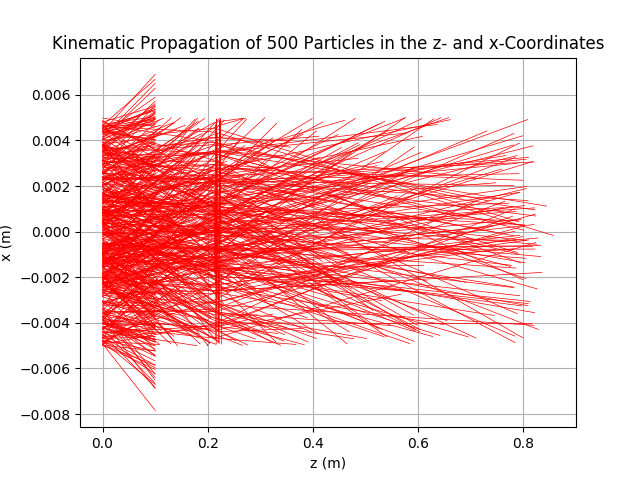 Kinematic Propagation of 500 Particles in the z- and x-Coordinates
0.006
0.004
0.002
0.000
−0.002
−0.004
−0.006
−0.008
x (m)
0.0 0.2 0.4 0.6 0.8
z (m)